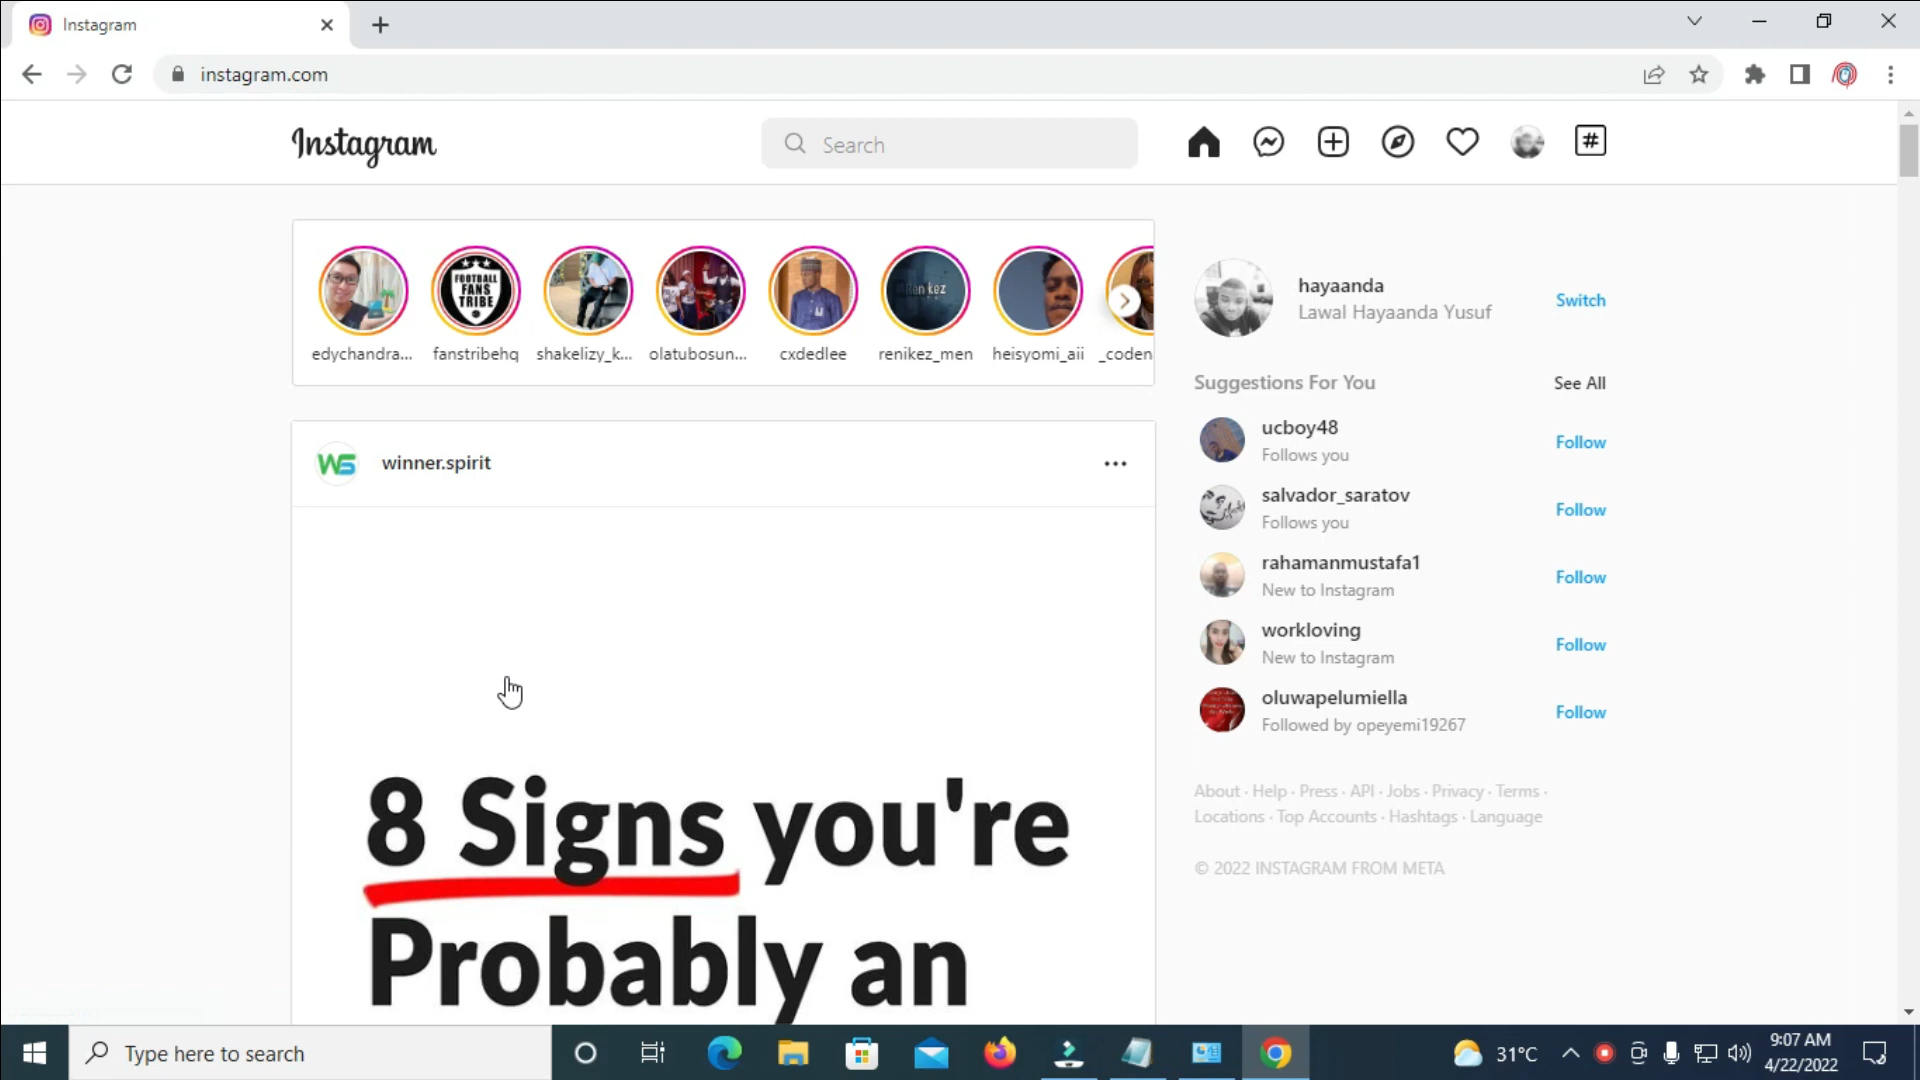 Instagram
instagram.com
Instagram
Search
#
FOOTBALL
FANS
TRIBE
edychandra...
fanstribehq
shakelizy_k...
olatubosun...
cxdedlee
renikez_men
heisyomi_aii
_coden
hayaanda
Lawal Hayaanda Yusuf
Switch
Suggestions For You
See All
ucboy48
Follows you
Follow
salvador_saratov
Follows you
Follow
rahamanmustafa1
New to Instagram
Follow
workloving
New to Instagram
Follow
oluwapelumiella
Followed by opeyemi19267
Follow
About · Help · Press · API · Jobs · Privacy · Terms ·
Locations · Top Accounts · Hashtags · Language
© 2022 INSTAGRAM FROM META
WS
winner.spirit
8 Signs you're
Probably an
Type here to search
31°C
9:07 AM
4/22/2022